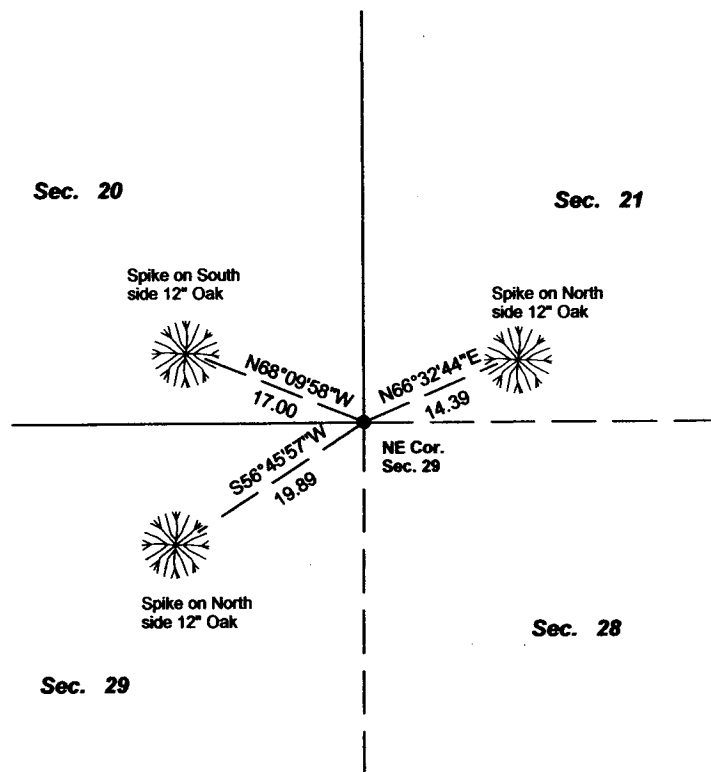 Sec. 20
Sec. 21
Spike on South
side 12" Oak
Spike on North
side 12" Oak
N68°09'58"W
17.00
N66°32'44"E
14.39
NE Cor.
Sec. 29
S56°45'57"W
19.89
Spike on North
side 12" Oak
Sec. 28
Sec. 29